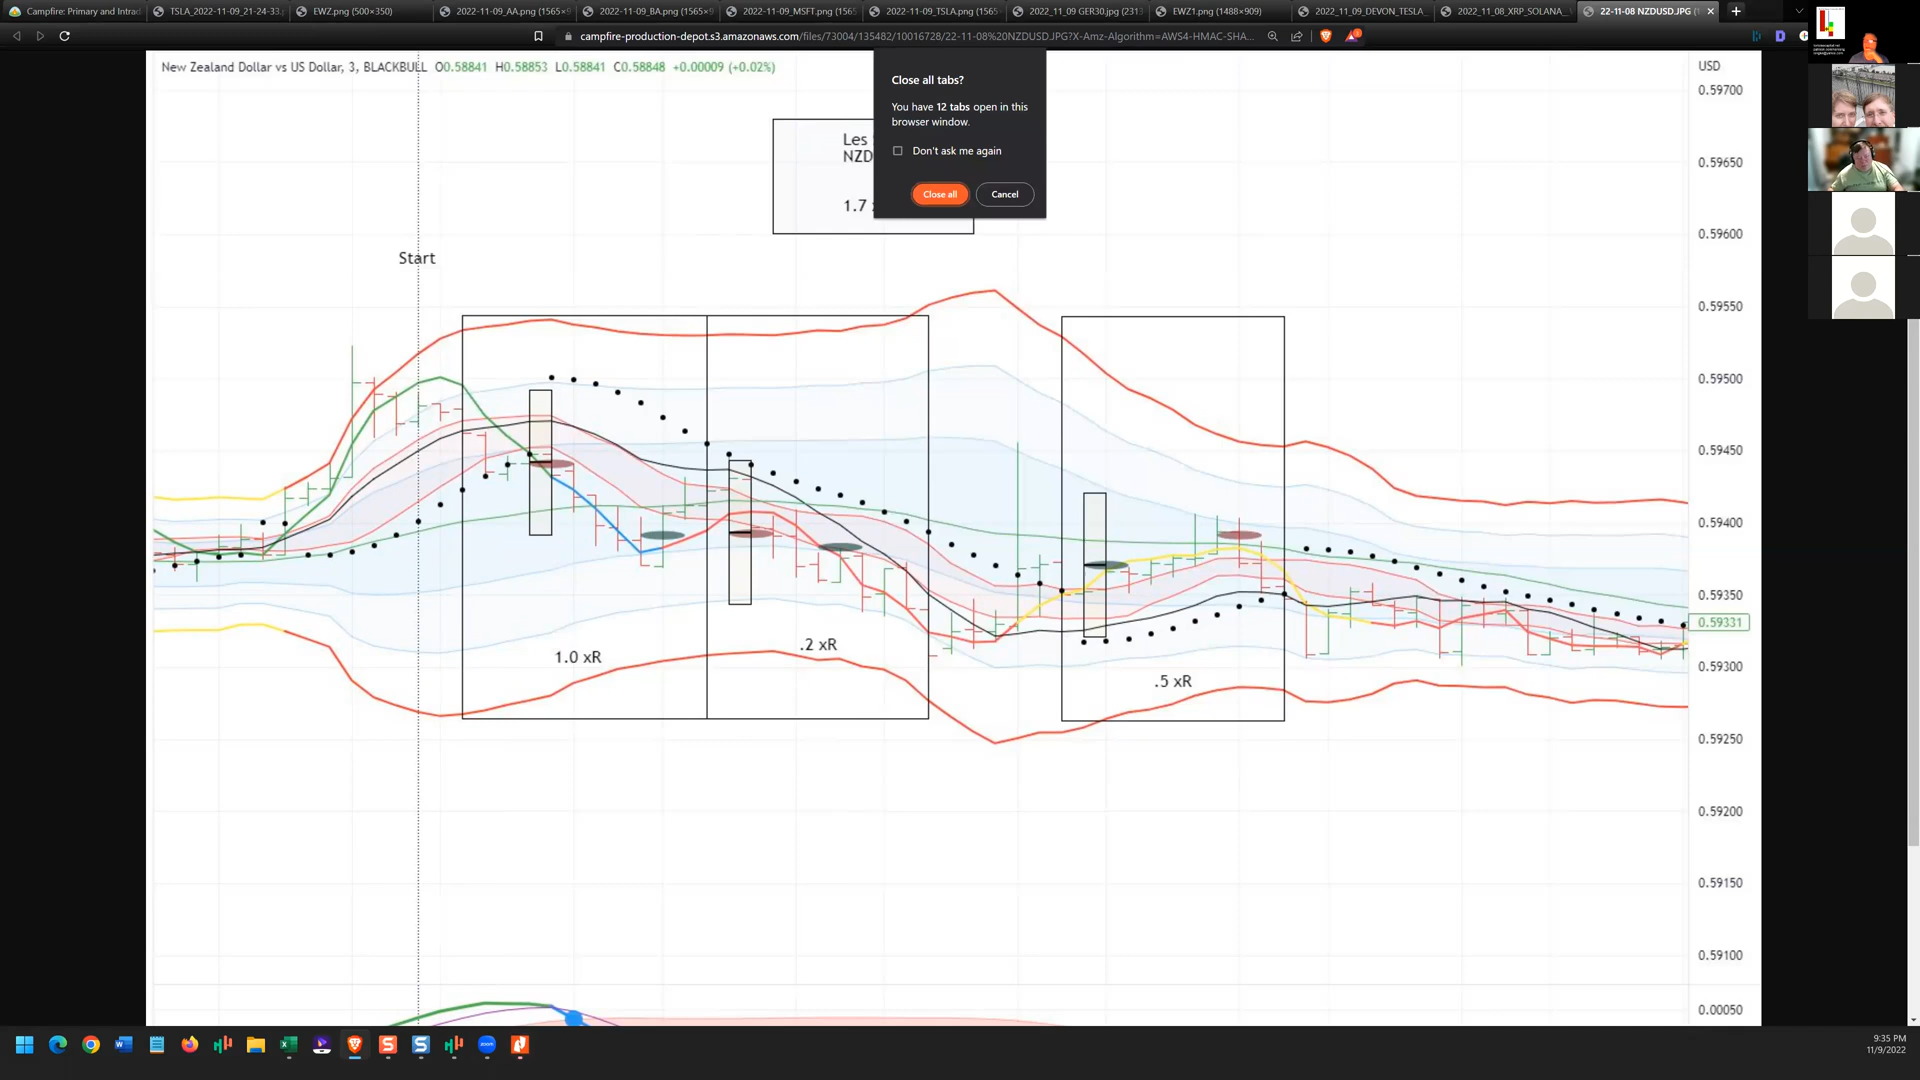 Campfire: Primary and Intrad
TSLA_2022-11-09_21-24-33.p
EWZ.png (500×350)
2022-11-09_AA.png (1565×9
2022-11-09_BA.png (1565×9
2022-11-09_MSFT.png (1565
2022-11-09_TSLA.png (1565
2022_11_09 GER30.jpg (2313
EWZ1.png (1488×909)
2022_11_09_DEVON_TESLA_
2022_11_08_XRP_SOLANA_
22-11-08 NZDUSD.JPG (1
campfire-production-depot.s3.amazonaws.com/files/73004/135482/10016728/22-11-08%20NZDUSD.JPG?X-Amz-Algorithm=AWS4-HMAC-SHA...
New Zealand Dollar vs US Dollar, 3, BLACKBULL O0.58841 H0.58853 L0.58841 C0.58848 +0.00009 (+0.02%)
USD
Close all tabs?
You have 12 tabs open in this
browser window.
Don't ask me again
Close all
Cancel
Les
NZD
1.7
Start
1.0 xR
.2 xR
.5 xR
0.59700
0.59650
0.59600
0.59550
0.59500
0.59450
0.59400
0.59350
0.59331
0.59300
0.59250
0.59200
0.59150
0.59100
0.00050
9:35 PM
11/9/2022